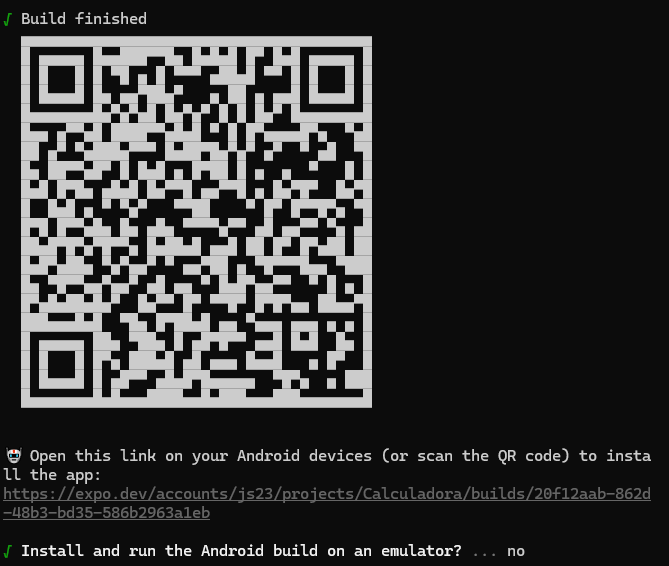 √ Build finished
Open this link on your Android devices (or scan the QR code) to insta
ll the app:
https://expo.dev/accounts/js23/projects/Calculadora/builds/20f12aab-862d
-48b3-bd35-586b2963a1eb
√ Install and run the Android build on an emulator? ... no